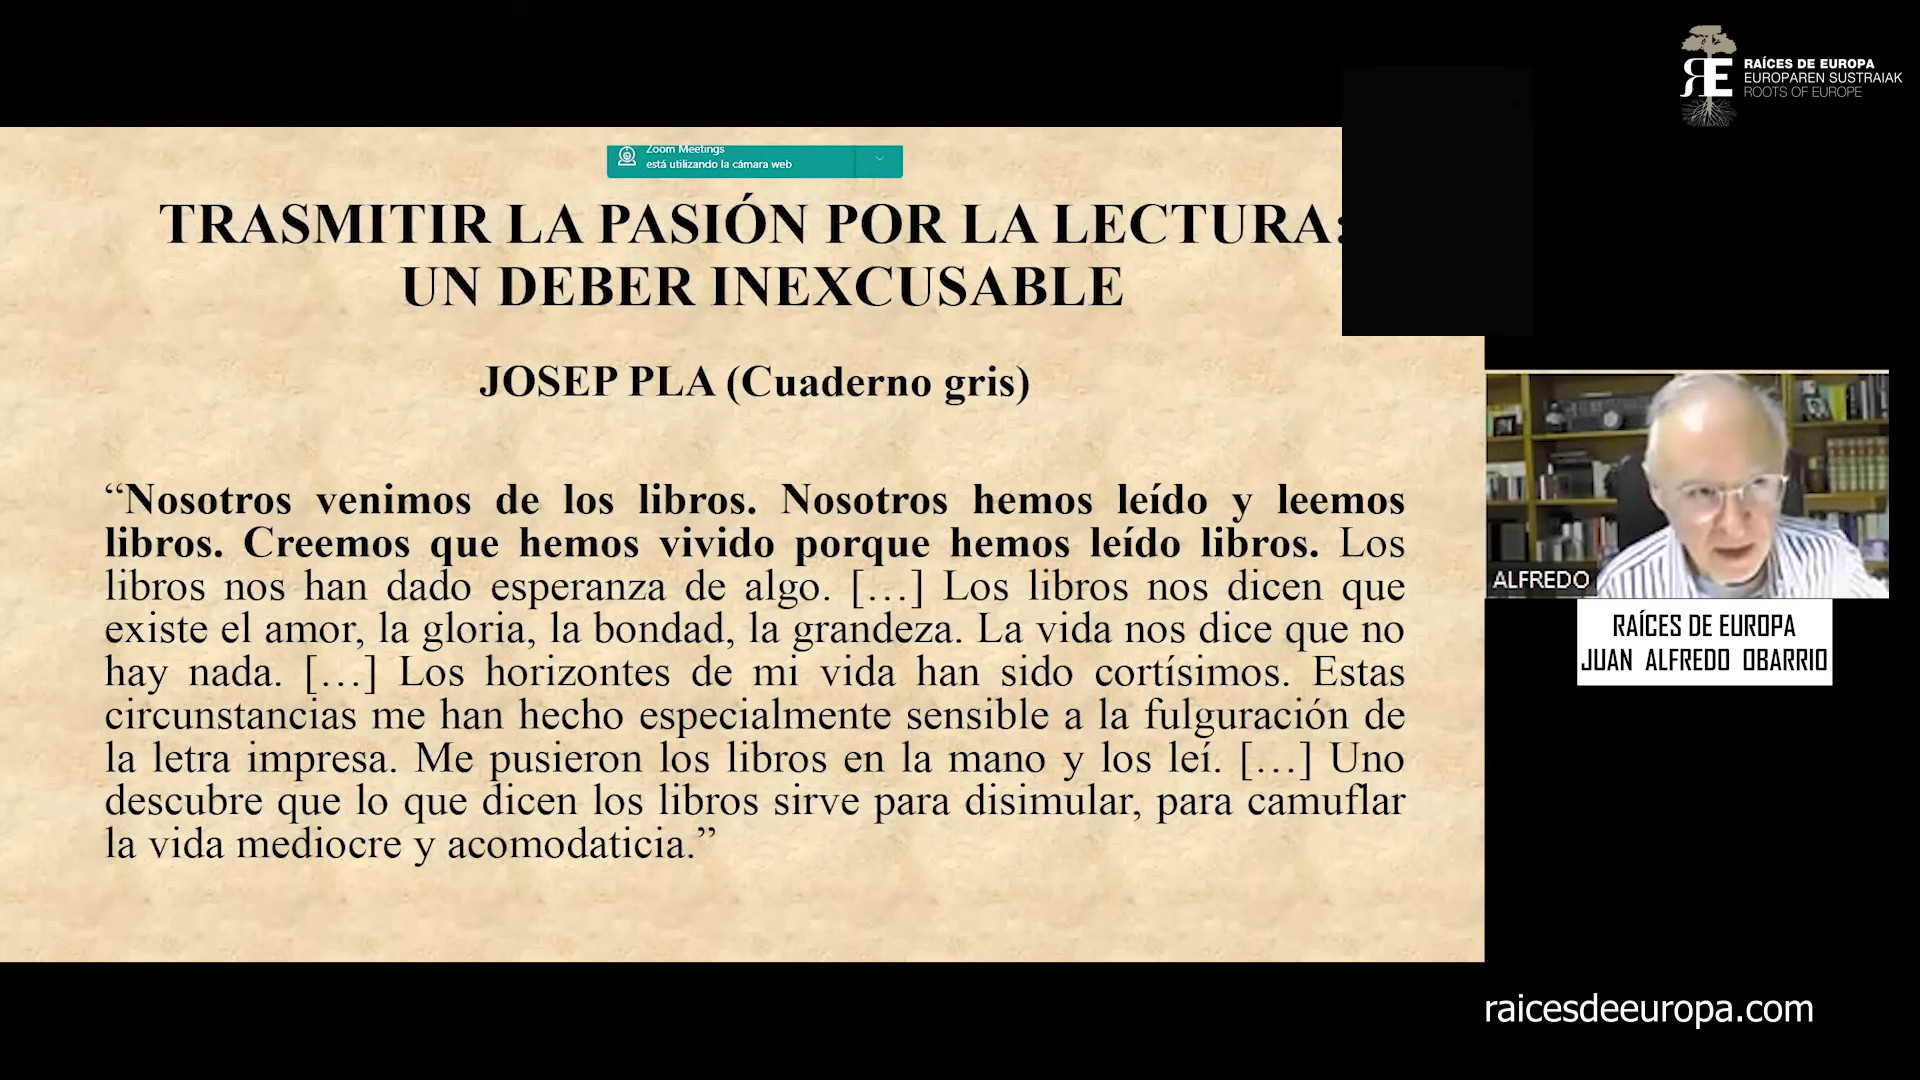 RAÍCES DE EUROPA
EUROPAREN SUSTRAIAK
ROOTS OF EUROPE
Zoom Meetings
está utilizando la cámara web
TRASMITIR LA PASIÓN POR LA LECTURA:
UN DEBER INEXCUSABLE
JOSEP PLA (Cuaderno gris)
“Nosotros venimos de los libros. Nosotros hemos leído y leemos
libros. Creemos que hemos vivido porque hemos leído libros. Los
libros nos han dado esperanza de algo. […] Los libros nos dicen que
existe el amor, la gloria, la bondad, la grandeza. La vida nos dice que no
hay nada. […] Los horizontes de mi vida han sido cortísimos. Estas
circunstancias me han hecho especialmente sensible a la fulguración de
la letra impresa. Me pusieron los libros en la mano y los leí. […] Uno
descubre que lo que dicen los libros sirve para disimular, para camuflar
la vida mediocre y acomodaticia.”
ALFREDO
RAÍCES DE EUROPA
JUAN ALFREDO OBARRIO
raicesdeeuropa.com